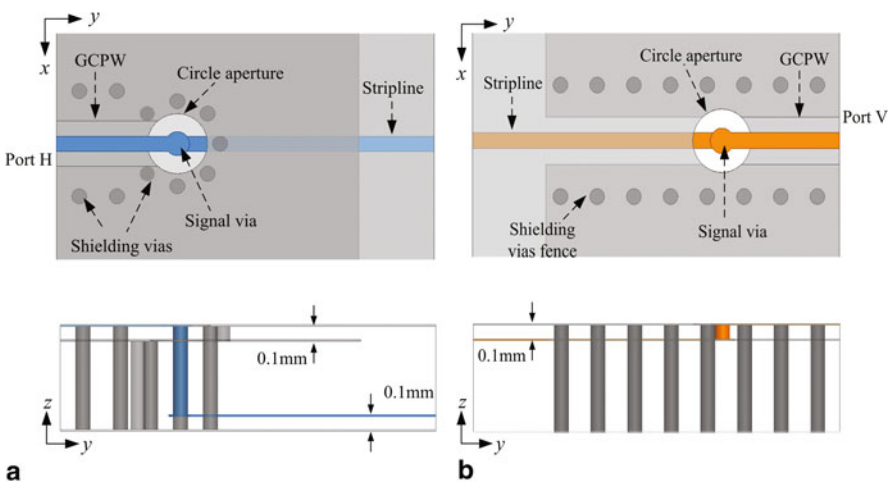 y
x
GCPW
Circle aperture
Stripline
Port H
Shielding vias
Signal via
0.1mm
0.1mm
z
y
a
y
x
Circle aperture
GCPW
Stripline
Port V
Shielding
vias fence
Signal via
0.1mm
z
y
b